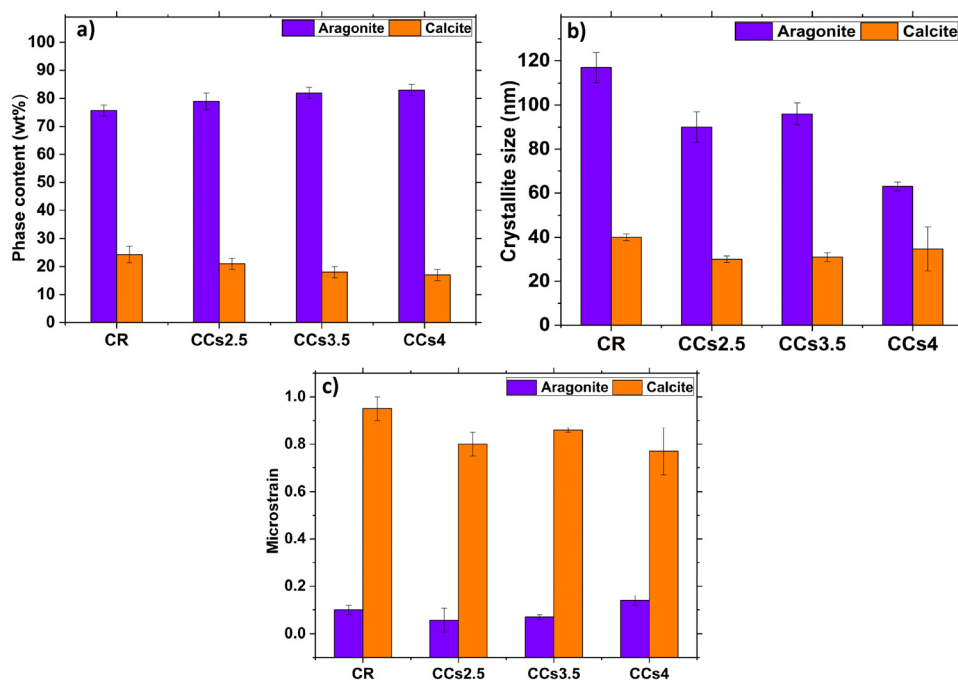 a)
Aragonite Calcite
Phase content (wt%)
100
90
80
70
60
50
40
30
20
10
0
CR CCs2.5 CCs3.5 CCs4
b)
Aragonite Calcite
Crystallite size (nm)
120
100
80
60
40
20
0
CR CCs2.5 CCs3.5 CCs4
c)
Aragonite Calcite
Microstrain
1.0
0.8
0.6
0.4
0.2
0.0
CR CCs2.5 CCs3.5 CCs4